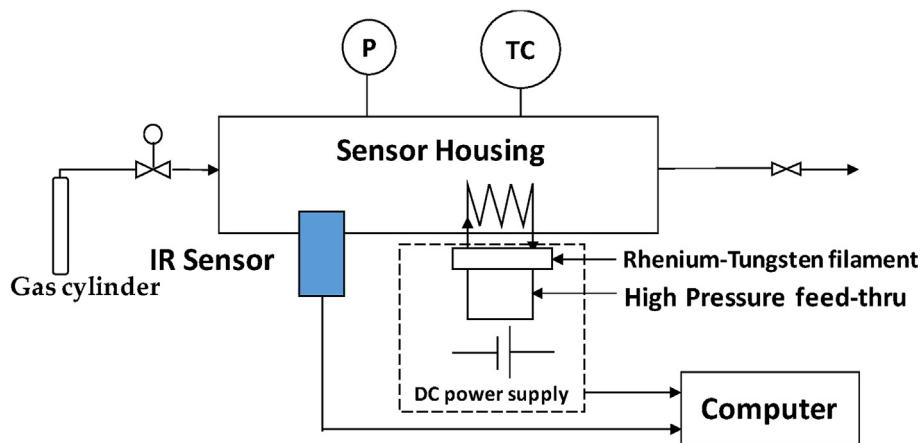 P
TC
Sensor Housing
Gas cylinder
IR Sensor
Rhenium-Tungsten filament
High Pressure feed-thru
DC power supply
Computer